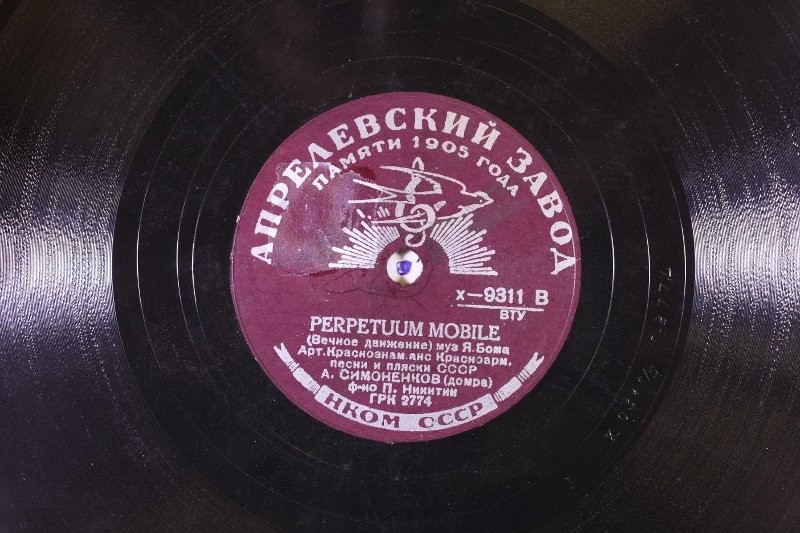 АПРЕЛЕВСКИЙ ЗАВОД
ПАМЯТИ 1905 ГОДА
х-9311 В
ВТУ
PERPETUUM MOBILE
(Вечное движение) муз Я. Бома
Арт. Краснознам. анс Красноарм.
песни и пляски СССР
А. СИМОНЕНКОВ (домра)
ф-но П. Никитин
ГРК 2774
НКОМ СССР